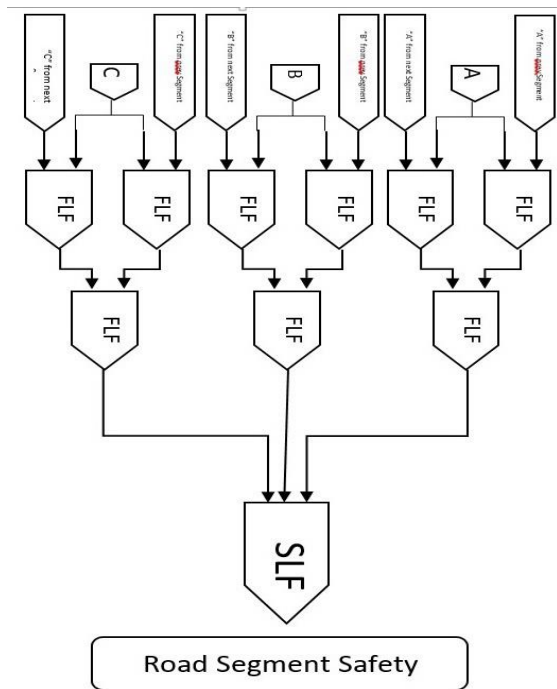 “C” from next
C
“C” from Segment
“B” from next Segment
B
“B” from Segment
“A” from next Segment
A
“A” from Segment
FLF
FLF
FLF
FLF
FLF
FLF
FLF
FLF
FLF
SLF
Road Segment Safety